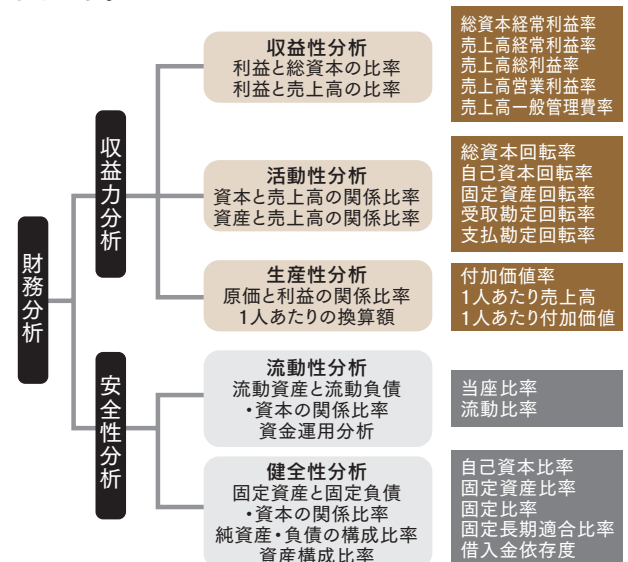 財務分析
収益力分析
収益性分析
利益と総資本の比率
利益と売上高の比率
総資本経常利益率
売上高経常利益率
売上高総利益率
売上高営業利益率
売上高一般管理費率
活動性分析
資本と売上高の関係比率
資産と売上高の関係比率
総資本回転率
自己資本回転率
固定資産回転率
受取勘定回転率
支払勘定回転率
生産性分析
原価と利益の関係比率
1人あたりの換算額
付加価値率
1人あたり売上高
1人あたり付加価値
安全性分析
流動性分析
流動資産と流動負債
・資本の関係比率
資金運用分析
当座比率
流動比率
健全性分析
固定資産と固定負債
・資本の関係比率
純資産・負債の構成比率
資産構成比率
自己資本比率
固定資産比率
固定比率
固定長期適合比率
借入金依存度